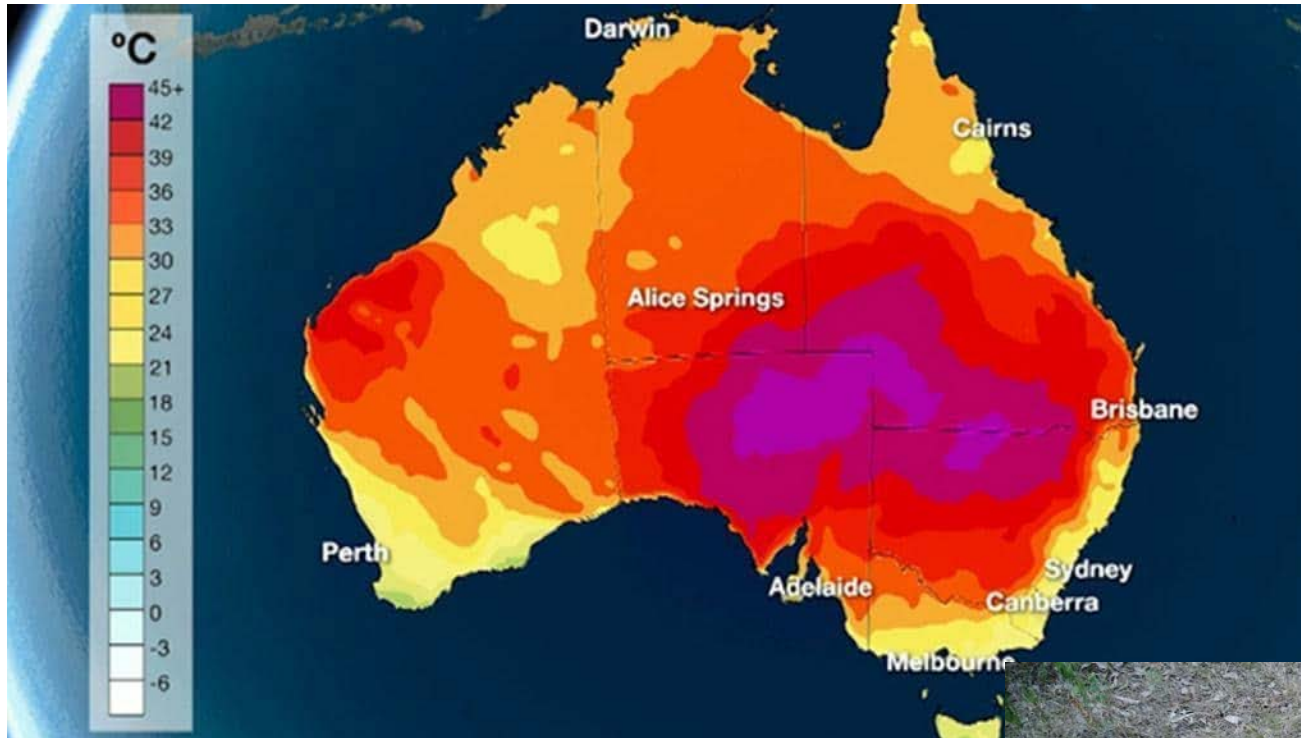 °C
45+
42
39
36
33
30
27
24
21
18
15
12
9
6
3
0
-3
-6
Darwin
Cairns
Alice Springs
Brisbane
Perth
Adelaide
Sydney
Canberra
Melbourne